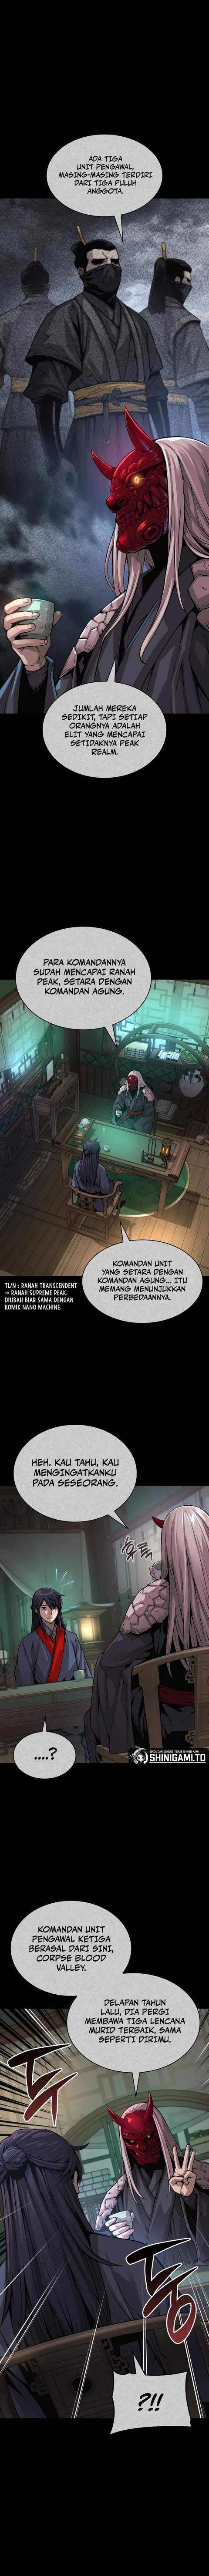 ADA TIGA
UNIT PENGAWAL,
MASING-MASING TERDIRI
DARI TIGA PULUH
ANGGOTA.
JUMLAH MEREKA
SEDIKIT, TAPI SETIAP
ORANGNYA ADALAH
ELIT YANG MENCAPAI
SETIDAKNYA PEAK
REALM.
PARA KOMANDANNYA
SUDAH MENCAPAI RANAH
PEAK, SETARA DENGAN
KOMANDAN AGUNG.
TL/N : RANAH TRANSCENDENT
-> RANAH SUPREME PEAK.
DIUBAH BIAR SAMA DENGAN
KOMIK NANO MACHINE.
KOMANDAN UNIT
YANG SETARA DENGAN
KOMANDAN AGUNG... ITU
MEMANG MENUNJUKKAN
PERBEDAANNYA.
HEH. KAU TAHU, KAU
MENGINGATKANKU
PADA SESEORANG.
....?
SHINIGAMI.TO
KOMANDAN UNIT
PENGAWAL KETIGA
BERASAL DARI SINI,
CORPSE BLOOD
VALLEY.
DELAPAN TAHUN
LALU, DIA PERGI
MEMBAWA TIGA LENCANA
MURID TERBAIK, SAMA
SEPERTI DIRIMU.
?!!